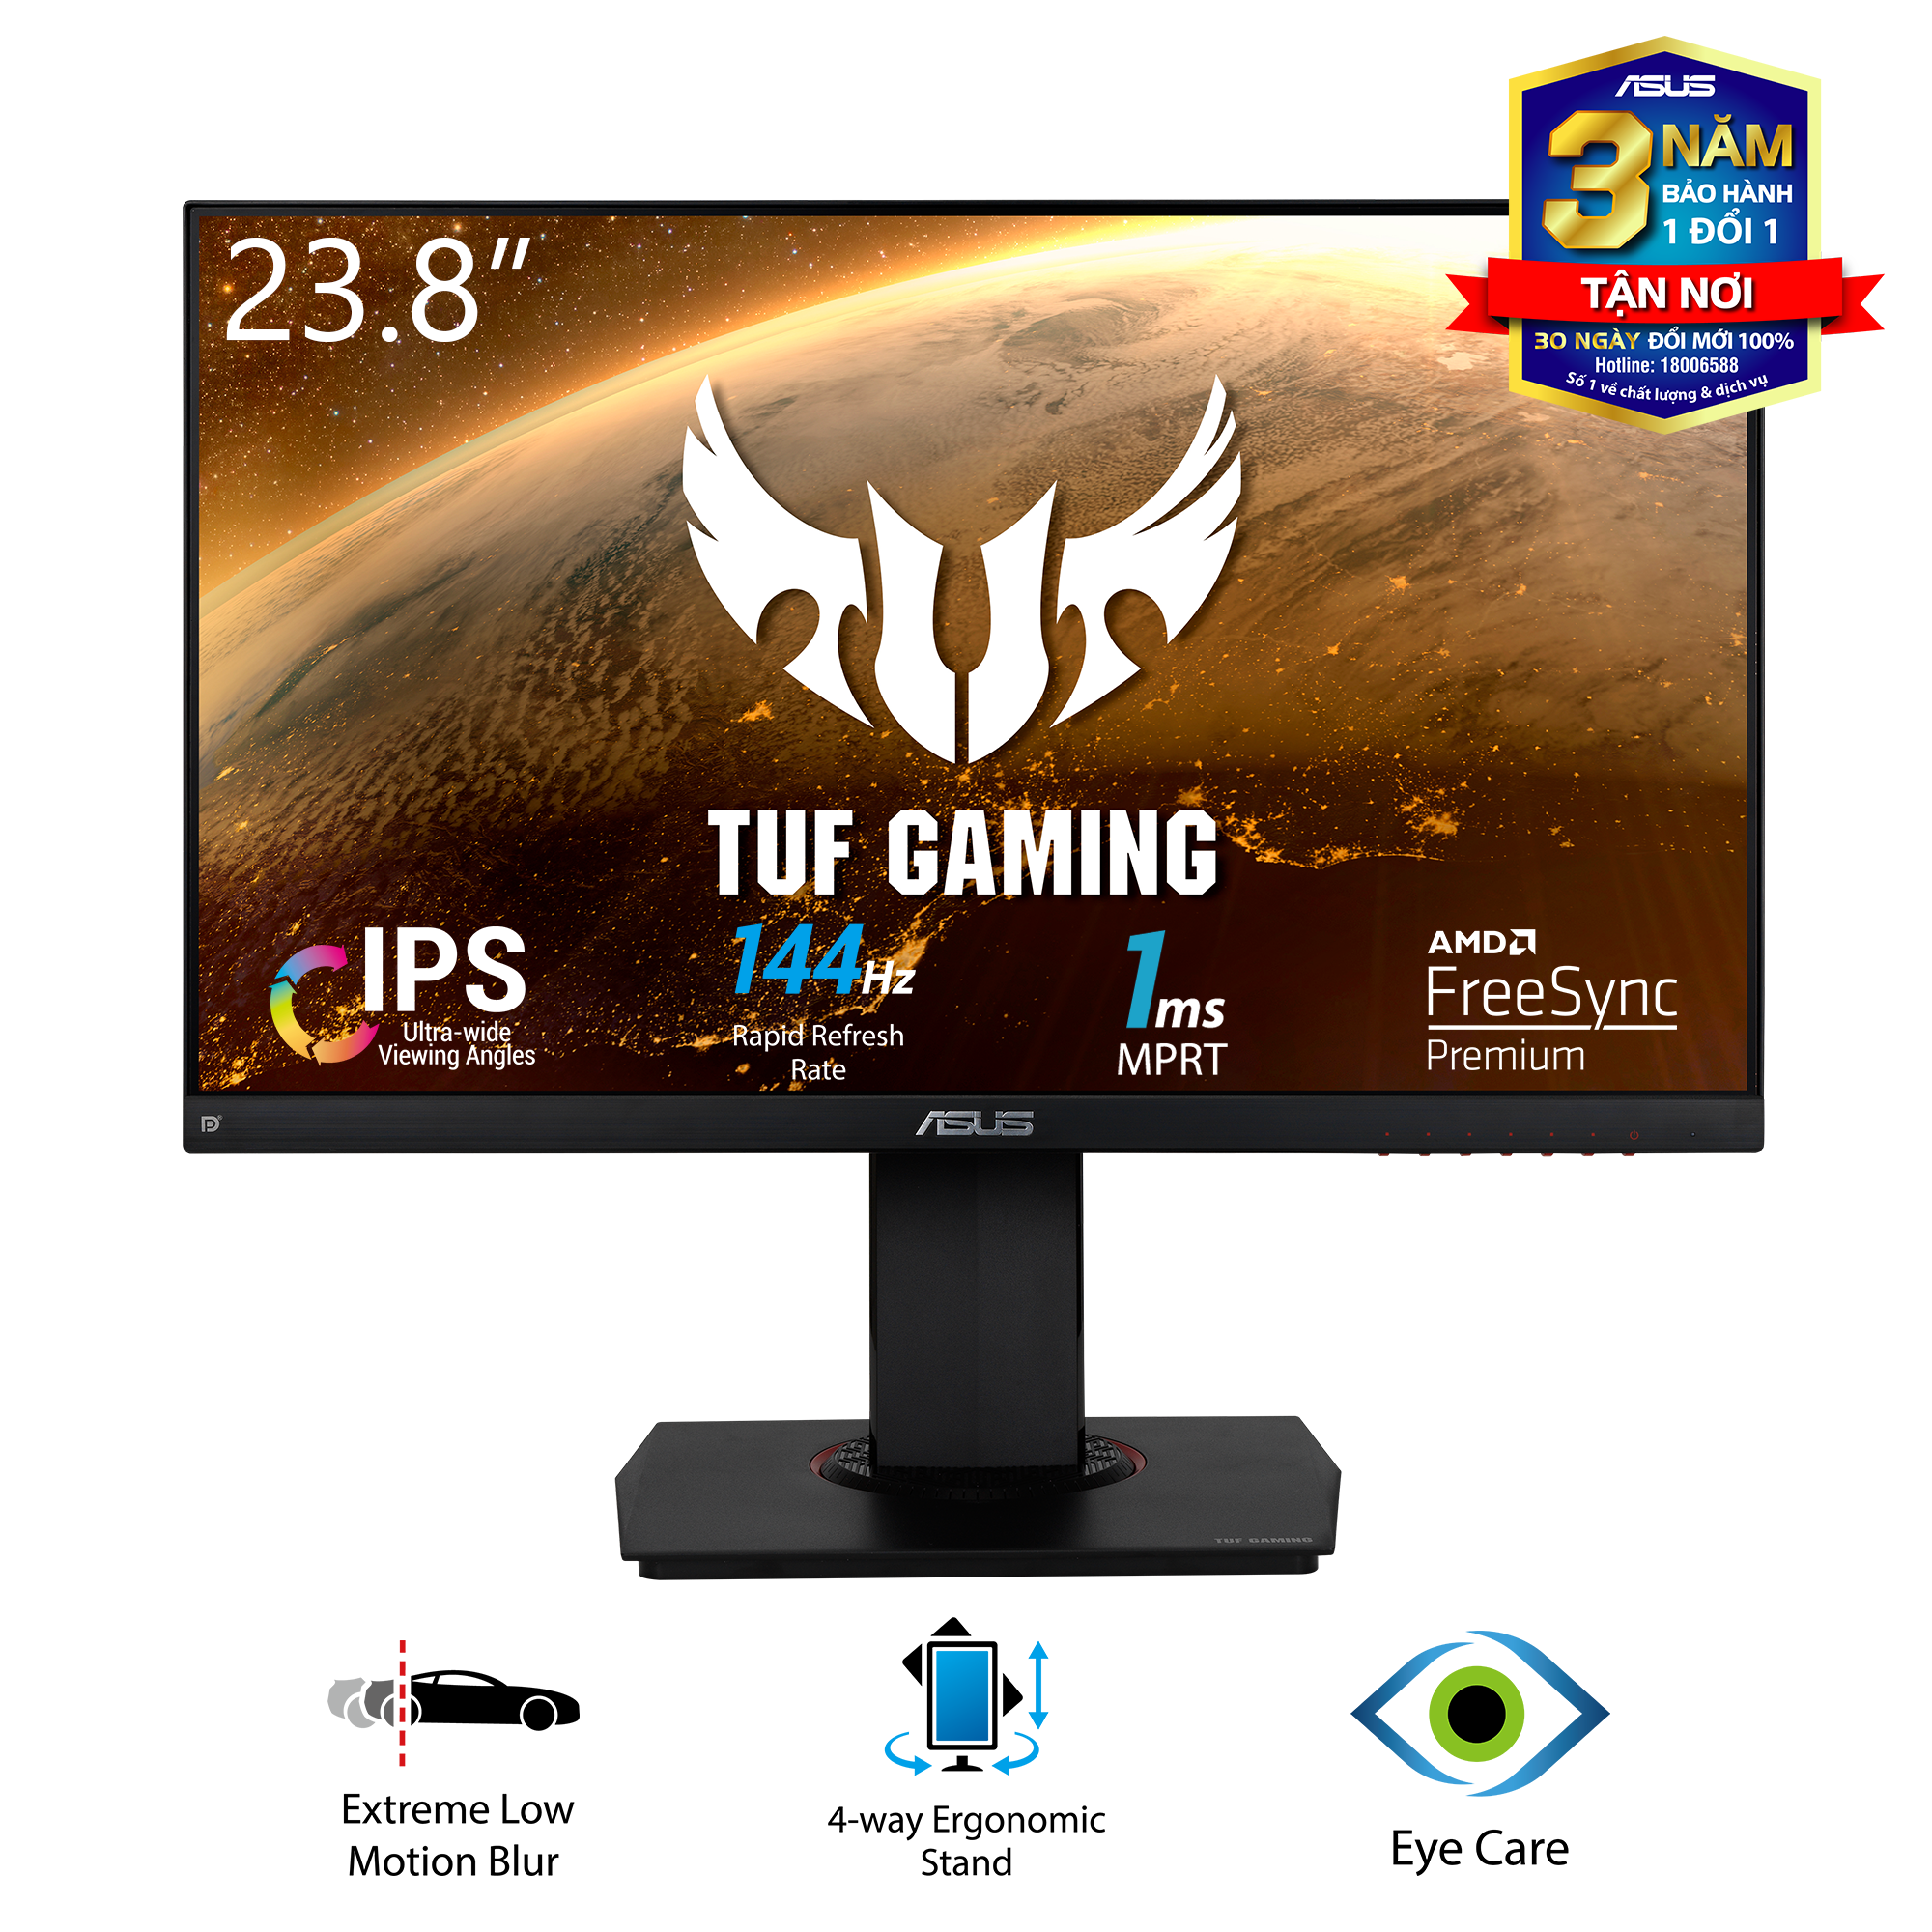 ASUS
3 NĂM
BẢO HÀNH
1 ĐỔI 1
TẬN NƠI
30 NGÀY ĐỔI MỚI 100%
Hotline: 18006588
Số 1 về chất lượng & dịch vụ
23.8"
TUF GAMING
IPS
Ultra-wide
Viewing Angles
144Hz
Rapid Refresh
Rate
1ms
MPRT
AMD
FreeSync
Premium
ASUS
TUF GAMING
Extreme Low
Motion Blur
4-way Ergonomic
Stand
Eye Care